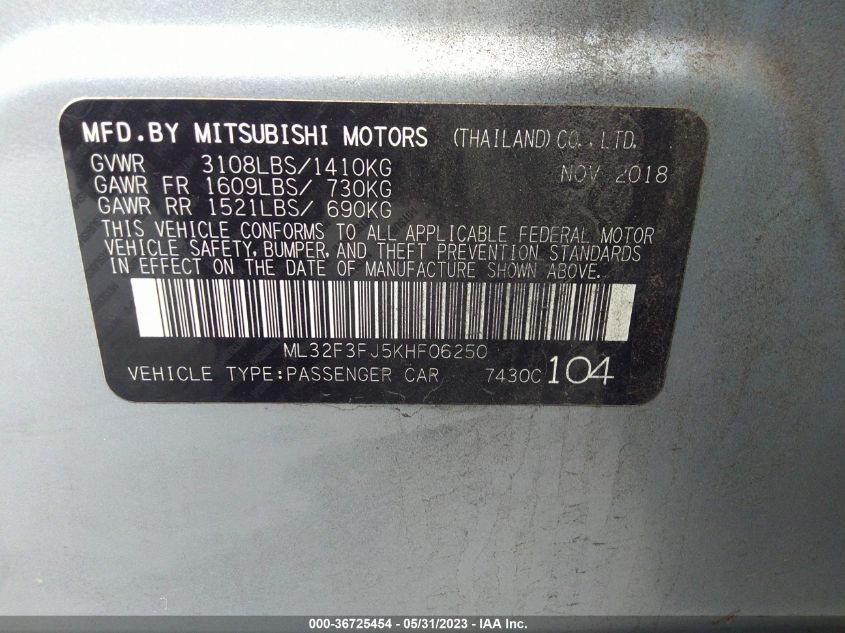 MFD.BY MITSUBISHI MOTORS (THAILAND) CO., LTD.
GVWR 3108LBS/1410KG NOV 2018
GAWR FR 1609LBS/ 730KG
GAWR RR 1521LBS/ 690KG
THIS VEHICLE CONFORMS TO ALL APPLICABLE FEDERAL MOTOR
VEHICLE SAFETY, BUMPER, AND THEFT PREVENTION STANDARDS
IN EFFECT ON THE DATE OF MANUFACTURE SHOWN ABOVE.
ML32F3FJ5KHF06250
VEHICLE TYPE:PASSENGER CAR 7430C 104
000-36725454 - 05/31/2023 - IAA Inc.